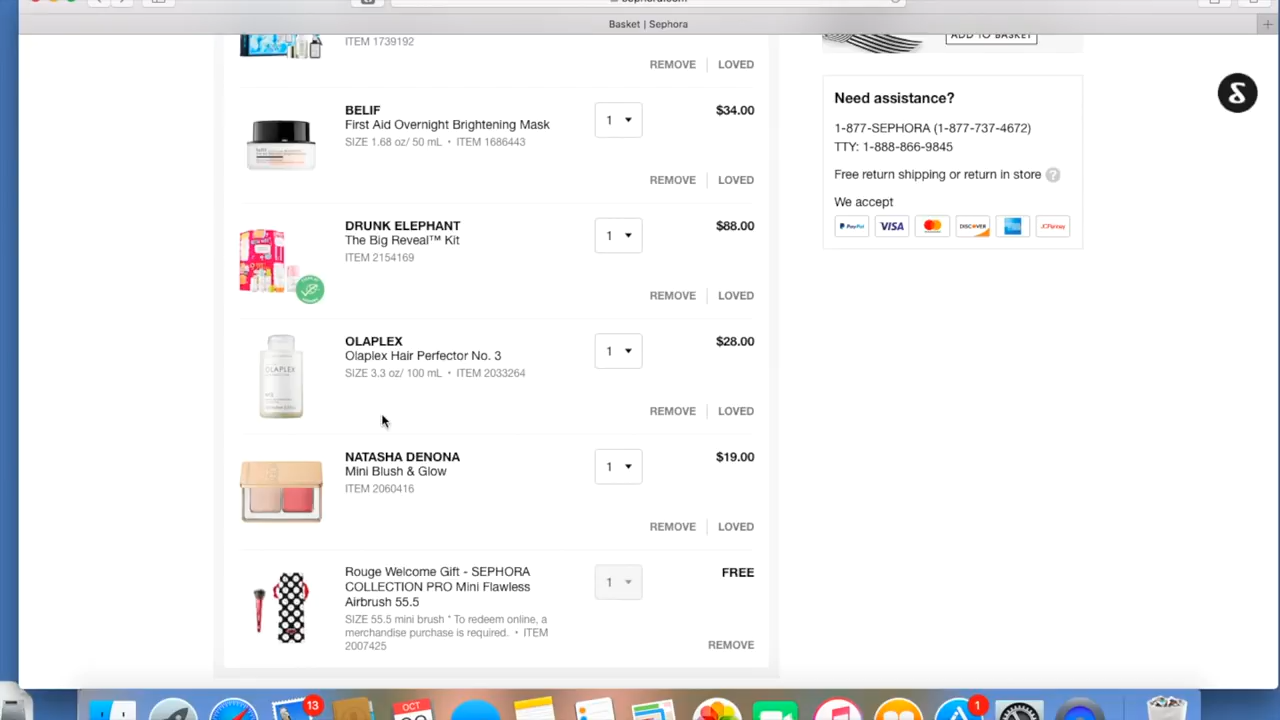 Basket | Sephora
ITEM 1739192
REMOVE | LOVED
ADD TO BASKET
BELIF
First Aid Overnight Brightening Mask
SIZE 1.68 oz/ 50 mL • ITEM 1686443
1
$34.00
REMOVE | LOVED
DRUNK ELEPHANT
The Big Reveal™ Kit
ITEM 2154169
1
$88.00
REMOVE | LOVED
OLAPLEX
Olaplex Hair Perfector No. 3
SIZE 3.3 oz/ 100 mL • ITEM 2033264
1
$28.00
OLAPLEX
REMOVE | LOVED
NATASHA DENONA
Mini Blush & Glow
ITEM 2060416
1
$19.00
REMOVE | LOVED
Rouge Welcome Gift - SEPHORA
COLLECTION PRO Mini Flawless
Airbrush 55.5
SIZE 55.5 mini brush * To redeem online, a
merchandise purchase is required. • ITEM
2007425
1
FREE
REMOVE
Need assistance?
1-877-SEPHORA (1-877-737-4672)
TTY: 1-888-866-9845
Free return shipping or return in store ?
We accept
PayPal VISA DISCOVER JCPenney
13
OCT
1